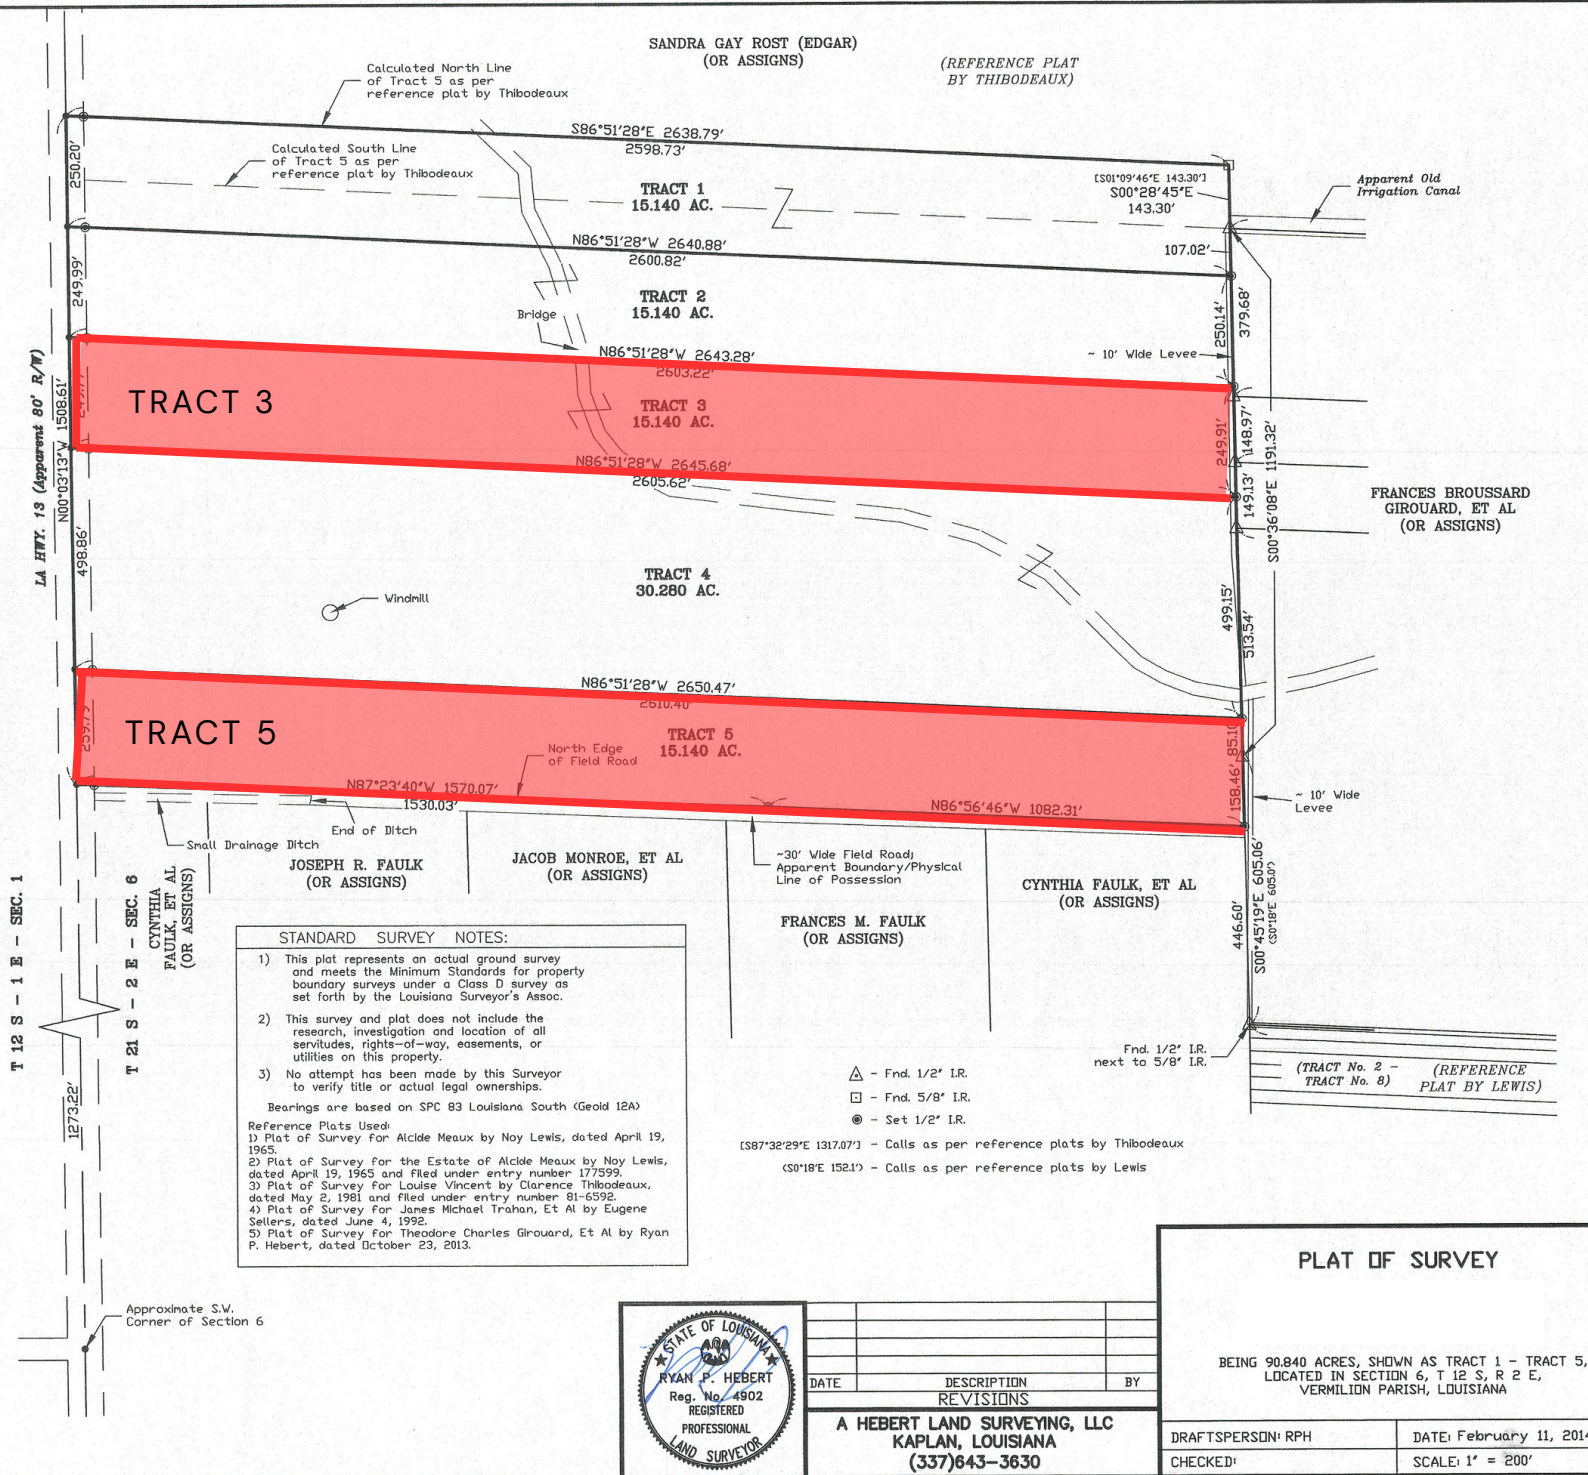 SANDRA GAY ROST (EDGAR)
(OR ASSIGNS)
(REFERENCE PLAT
BY THIBODEAUX)
Calculated North Line
of Tract 5 as per
reference plat by Thibodeaux
S86°51'28"E 2638.79'
2598.73'
Calculated South Line
of Tract 5 as per
reference plat by Thibodeaux
250.20'
TRACT 1
15.140 AC.
[S01°09'46"E 143.30']
S00°28'45"E
143.30'
Apparent Old
Irrigation Canal
N86°51'28"W 2640.88'
2600.82'
107.02'
249.99'
TRACT 2
15.140 AC.
250.14'
379.68'
Bridge
~ 10' Wide Levee
N86°51'28"W 2643.28'
2603.22'
LA HWY. 13 (Apparent 80' R/W)
N00°03'13"W 1508.61'
TRACT 3
TRACT 3
15.140 AC.
249.91'
148.97'
S00°36'08"E 1191.32'
N86°51'28"W 2645.68'
2605.62'
149.13'
FRANCES BROUSSARD
GIROUARD, ET AL
(OR ASSIGNS)
498.86'
TRACT 4
30.280 AC.
Windmill
499.15'
513.54'
N86°51'28"W 2650.47'
2610.40'
259.79'
TRACT 5
TRACT 5
15.140 AC.
North Edge
of Field Road
85.10'
158.46'
N87°23'40"W 1570.07'
1530.03'
N86°56'46"W 1082.31'
~ 10' Wide
Levee
End of Ditch
Small Drainage Ditch
CYNTHIA
FAULK, ET AL
(OR ASSIGNS)
JOSEPH R. FAULK
(OR ASSIGNS)
JACOB MONROE, ET AL
(OR ASSIGNS)
~30' Wide Field Road;
Apparent Boundary/Physical
Line of Possession
FRANCES M. FAULK
(OR ASSIGNS)
CYNTHIA FAULK, ET AL
(OR ASSIGNS)
446.60'
S00°45'19"E 605.06'
(S0°18'E 605.0')
T 12 S - 1 E - SEC. 1
T 21 S - 2 E - SEC. 6
1273.22'
STANDARD SURVEY NOTES:
1) This plat represents an actual ground survey
and meets the Minimum Standards for property
boundary surveys under a Class D survey as
set forth by the Louisiana Surveyor's Assoc.
2) This survey and plat does not include the
research, investigation and location of all
servitudes, rights-of-way, easements, or
utilities on this property.
3) No attempt has been made by this Surveyor
to verify title or actual legal ownerships.
Bearings are based on SPC 83 Louisiana South (Geoid 12A)
Reference Plats Used:
1) Plat of Survey for Alcide Meaux by Noy Lewis, dated April 19,
1965.
2) Plat of Survey for the Estate of Alcide Meaux by Noy Lewis,
dated April 19, 1965 and filed under entry number 177599.
3) Plat of Survey for Louise Vincent by Clarence Thibodeaux,
dated May 2, 1981 and filed under entry number 81-6592.
4) Plat of Survey for James Michael Trahan, Et Al by Eugene
Sellers, dated June 4, 1992.
5) Plat of Survey for Theodore Charles Girouard, Et Al by Ryan
P. Hebert, dated October 23, 2013.
Fnd. 1/2" I.R.
next to 5/8" I.R.
(TRACT No. 2 -
TRACT No. 8)
(REFERENCE
PLAT BY LEWIS)
- Fnd. 1/2" I.R.
- Fnd. 5/8" I.R.
- Set 1/2" I.R.
[S87°32'29"E 1317.07'] - Calls as per reference plats by Thibodeaux
(S0°18'E 152.1') - Calls as per reference plats by Lewis
Approximate S.W.
Corner of Section 6
STATE OF LOUISIANA
RYAN P. HEBERT
Reg. No. 4902
REGISTERED
PROFESSIONAL
LAND SURVEYOR
DATE DESCRIPTION BY
REVISIONS
A HEBERT LAND SURVEYING, LLC
KAPLAN, LOUISIANA
(337)643-3630
PLAT OF SURVEY
BEING 90.840 ACRES, SHOWN AS TRACT 1 - TRACT 5,
LOCATED IN SECTION 6, T 12 S, R 2 E,
VERMILION PARISH, LOUISIANA
DRAFTSPERSON: RPH
DATE: February 11, 2014
CHECKED:
SCALE: 1" = 200'